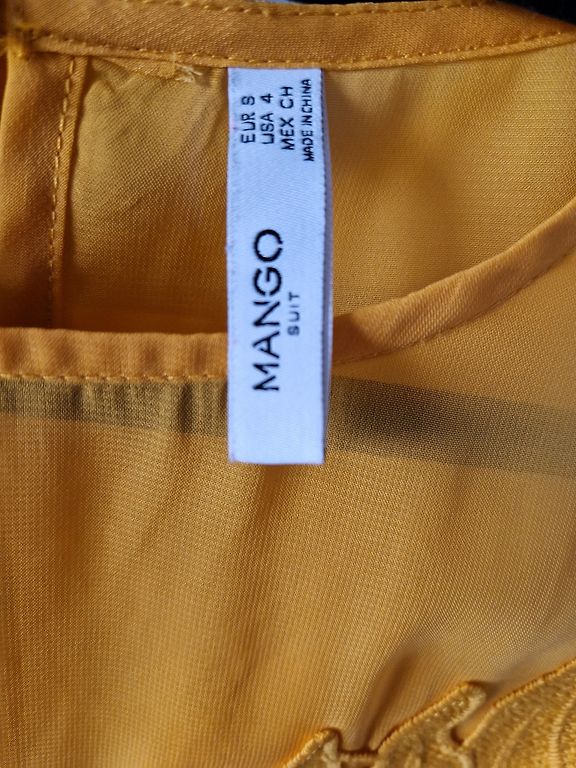 MANGO
SUIT
EUR S
USA 4
MEX CH
MADE IN CHINA